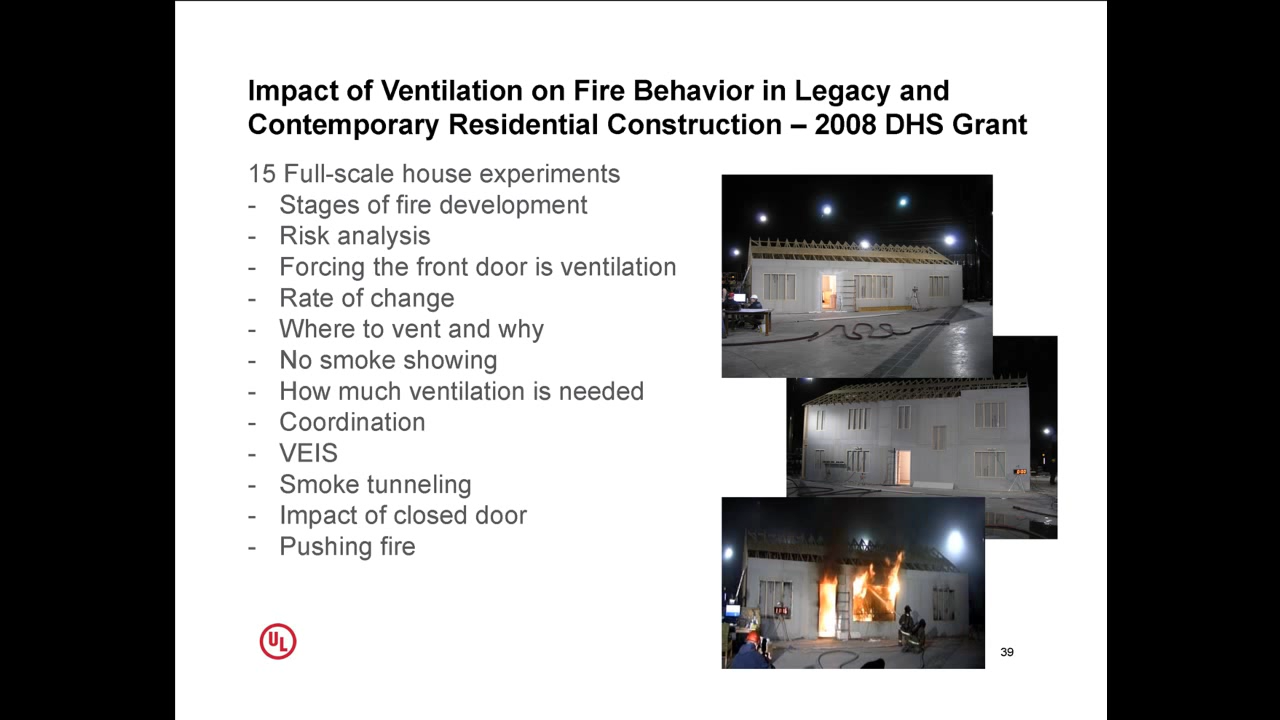 Impact of Ventilation on Fire Behavior in Legacy and
Contemporary Residential Construction – 2008 DHS Grant
15 Full-scale house experiments
- Stages of fire development
- Risk analysis
- Forcing the front door is ventilation
- Rate of change
- Where to vent and why
- No smoke showing
- How much ventilation is needed
- Coordination
- VEIS
- Smoke tunneling
- Impact of closed door
- Pushing fire
UL
39